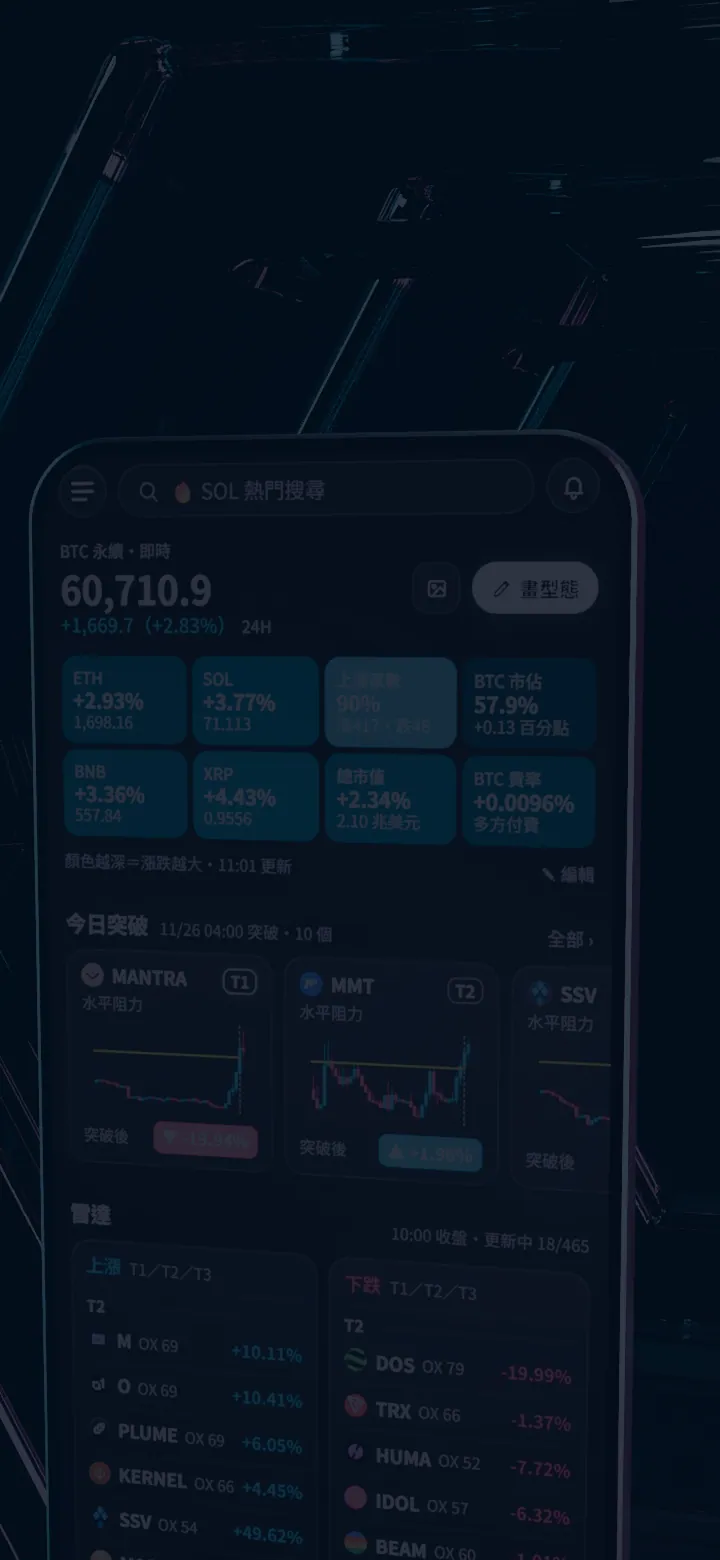 SOL 熱門搜尋
BTC 永續・即時
60,710.9
+1,669.7（+2.83%） 24H
畫型態
ETH
+2.93%
1,698.16
SOL
+3.77%
71.113
90%
BTC 市佔
57.9%
+0.13 百分點
BNB
+3.36%
557.84
XRP
+4.43%
0.9556
總市值
+2.34%
2.10 兆美元
BTC 費率
+0.0096%
多方付費
顏色越深＝漲跌越大・11:01 更新
編輯
今日突破 11/26 04:00 突破・10 個
全部 ›
MANTRA T1
水平阻力
突破後
MMT T2
水平阻力
突破後
SSV
水平阻力
突破後
雷達
10:00 收盤・更新中 18/465
上漲 T1／T2／T3
T2
M OX 69 +10.11%
O OX 69 +10.41%
PLUME OX 69 +6.05%
KERNEL OX 66 +4.45%
SSV OX 54 +49.62%
下跌 T1／T2／T3
T2
DOS OX 79 -19.99%
TRX OX 66 -1.37%
HUMA OX 52 -7.72%
IDOL OX 57 -6.32%
BEAM OX 60